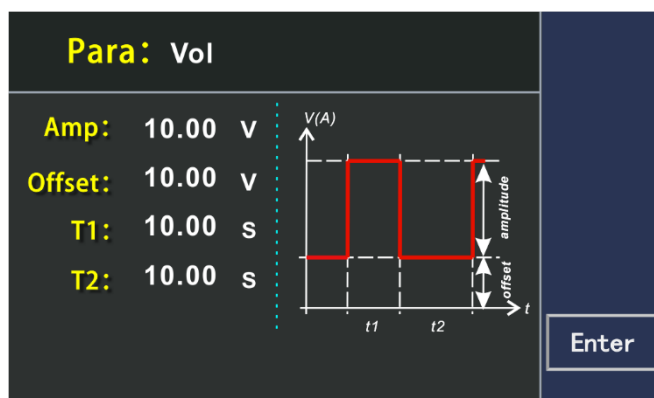 Para: Vol
Amp: 10.00 V
Offset: 10.00 V
T1: 10.00 S
T2: 10.00 S
V(A)
amplitude
offset
t
t1 t2
Enter